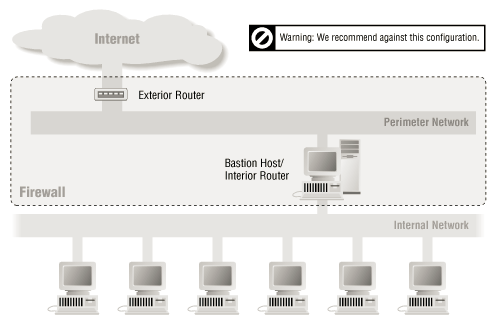 Internet
Warning: We recommend against this configuration.
Exterior Router
Perimeter Network
Bastion Host/
Interior Router
Firewall
Internal Network